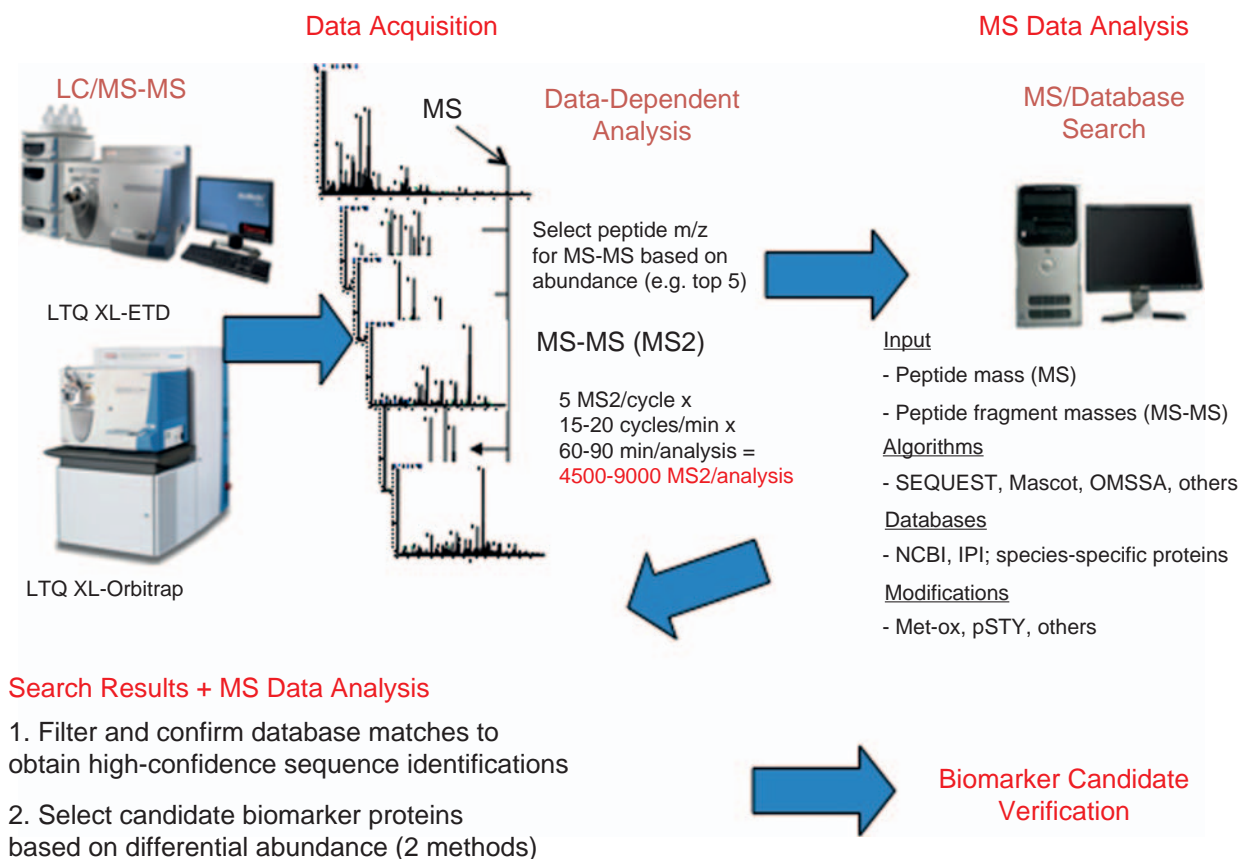 Data Acquisition
MS Data Analysis
LC/MS-MS
MS
Data-Dependent
Analysis
MS/Database
Search
Select peptide m/z
for MS-MS based on
abundance (e.g. top 5)
LTQ XL-ETD
MS-MS (MS2)
5 MS2/cycle x
15-20 cycles/min x
60-90 min/analysis =
4500-9000 MS2/analysis
LTQ XL-Orbitrap
Input
- Peptide mass (MS)
- Peptide fragment masses (MS-MS)
Algorithms
- SEQUEST, Mascot, OMSSA, others
Databases
- NCBI, IPI; species-specific proteins
Modifications
- Met-ox, pSTY, others
Search Results + MS Data Analysis
1. Filter and confirm database matches to
obtain high-confidence sequence identifications
2. Select candidate biomarker proteins
based on differential abundance (2 methods)
Biomarker Candidate
Verification